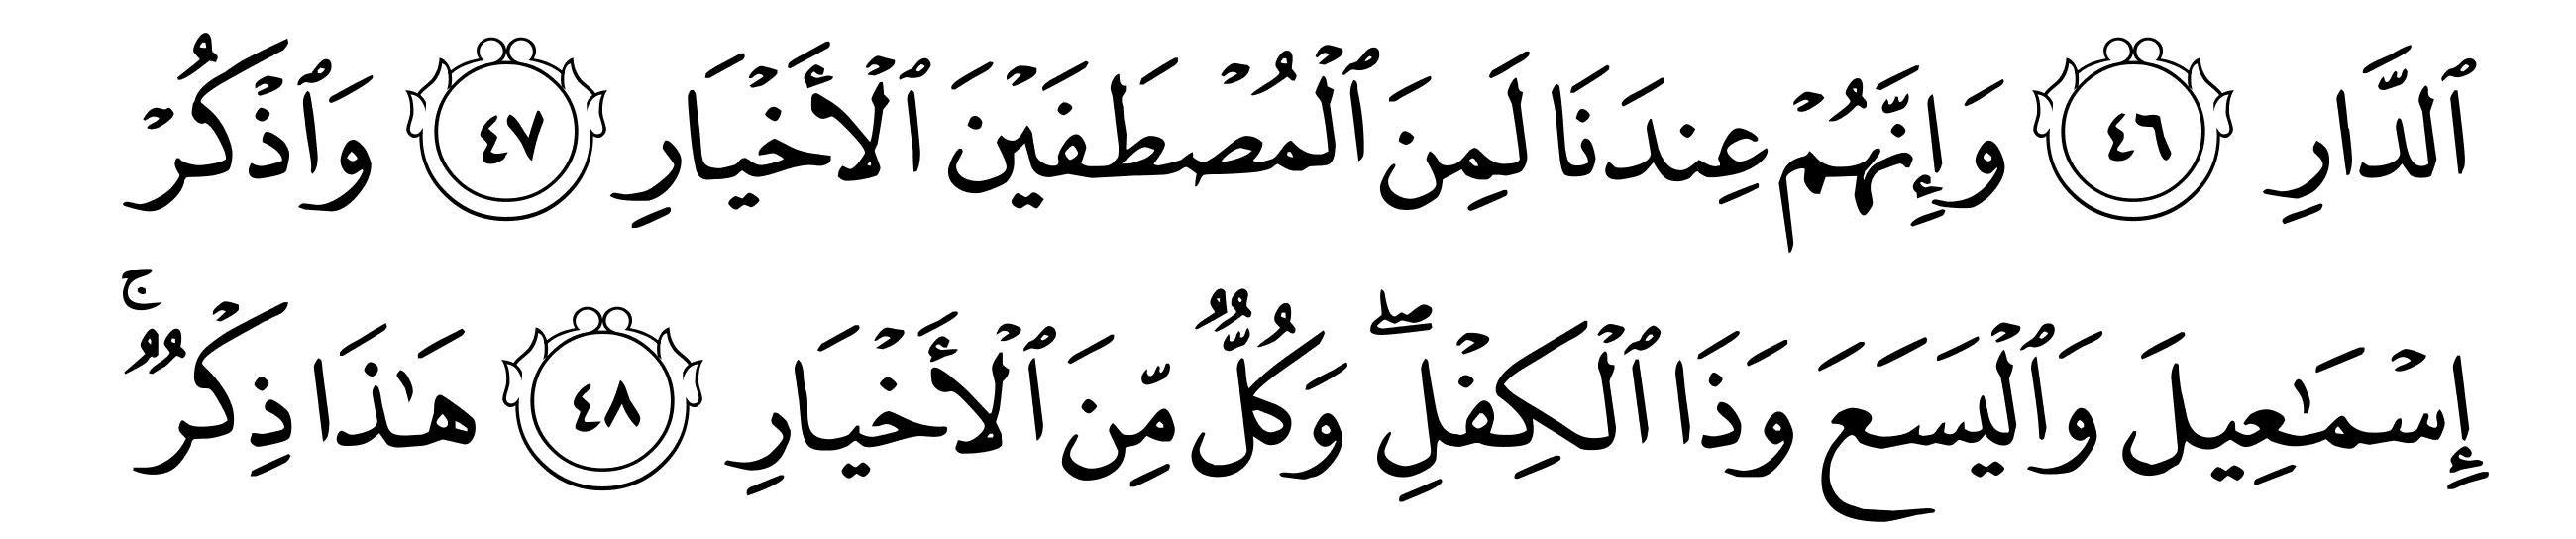 ٱلدَّارِ ٤٦ وَإِنَّهُمْ عِندَنَا لَمِنَ ٱلْمُصْطَفَيْنَ ٱلْأَخْيَارِ ٤٧ وَٱذْكُرْ
إِسْمَـٰعِيلَ وَٱلْيَسَعَ وَذَا ٱلْكِفْلِ ۖ وَكُلٌّ مِّنَ ٱلْأَخْيَارِ ٤٨ هَـٰذَا ذِكْرٌ ۚ